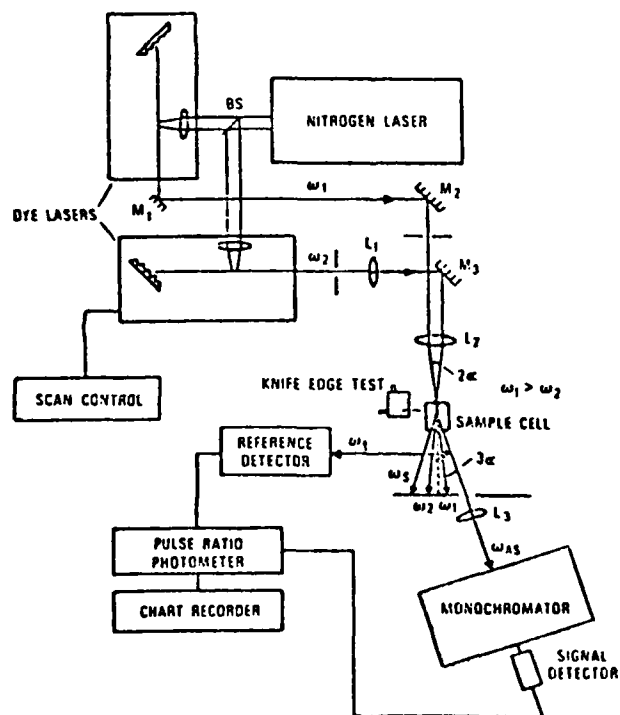 BS
NITROGEN LASER
M1
ω1
M2
DYE LASERS
ω2
L1
M3
L2
2α
ω1 > ω2
KNIFE EDGE TEST
SAMPLE CELL
SCAN CONTROL
REFERENCE
DETECTOR
ω1
ωS
ω2
ω1
3α
L3
ωAS
PULSE RATIO
PHOTOMETER
CHART RECORDER
MONOCHROMATOR
SIGNAL
DETECTOR